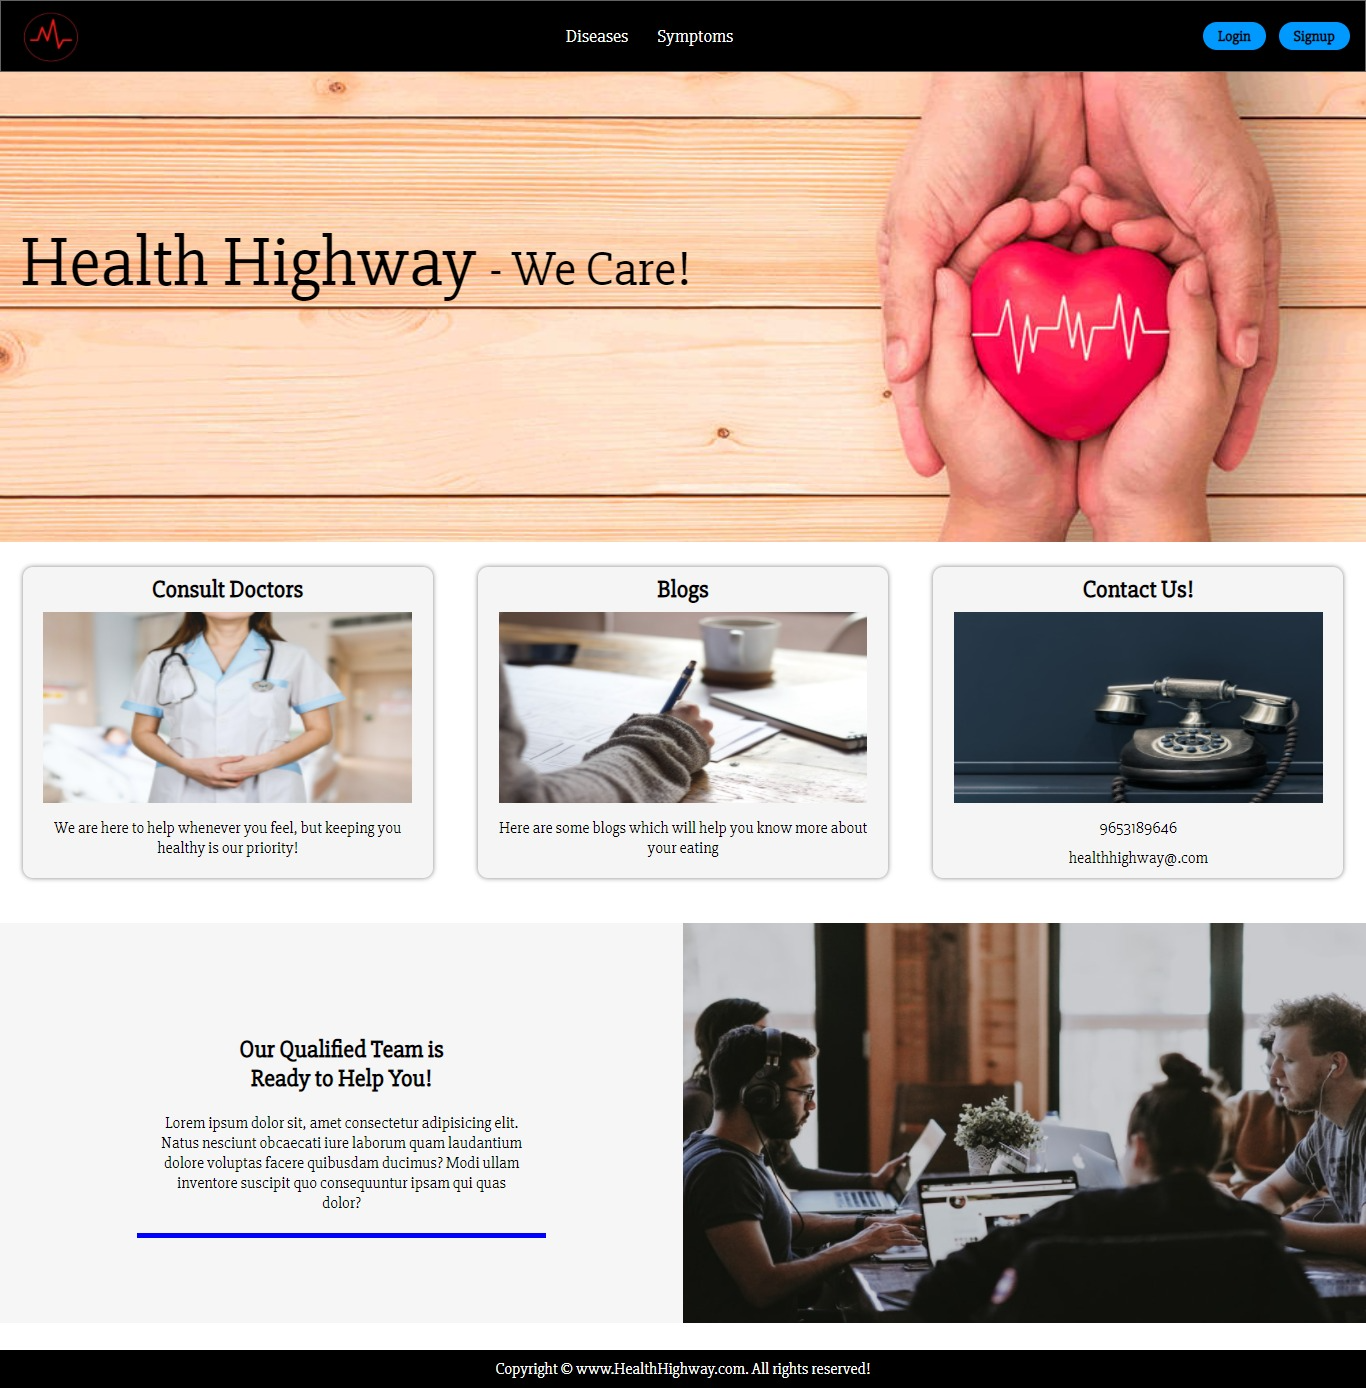 Diseases Symptoms Login Signup
Health Highway - We Care!
Consult Doctors
We are here to help whenever you feel, but keeping you
healthy is our priority!
Blogs
Here are some blogs which will help you know more about
your eating
Contact Us!
9653189646
healthhighway@.com
Our Qualified Team is
Ready to Help You!
Lorem ipsum dolor sit, amet consectetur adipisicing elit.
Natus nesciunt obcaecati iure laborum quam laudantium
dolore voluptas facere quibusdam ducimus? Modi ullam
inventore suscipit quo consequuntur ipsam qui quas
dolor?
Copyright © www.HealthHighway.com. All rights reserved!